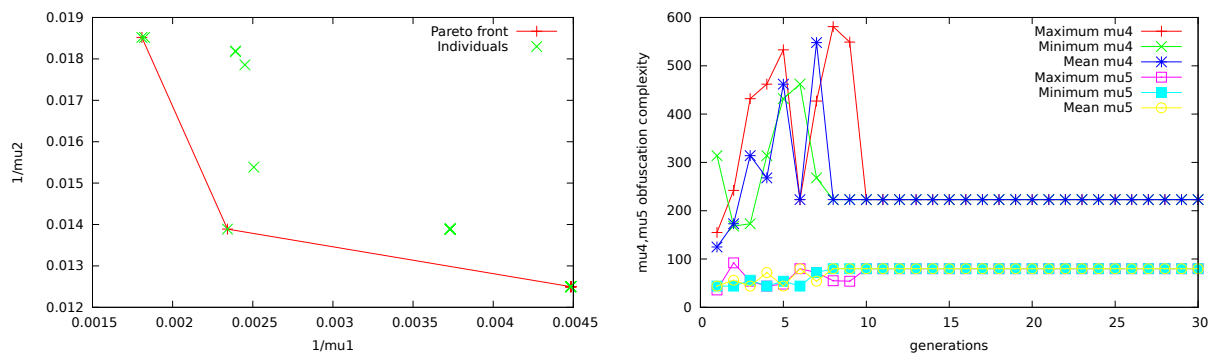 0.019
0.018
0.017
0.016
0.015
0.014
0.013
0.012
0.0015 0.002 0.0025 0.003 0.0035 0.004 0.0045
1/mu2
1/mu1
Pareto front
Individuals
600
500
400
300
200
100
0
0 5 10 15 20 25 30
mu4,mu5 obfuscation complexity
generations
Maximum mu4
Minimum mu4
Mean mu4
Maximum mu5
Minimum mu5
Mean mu5